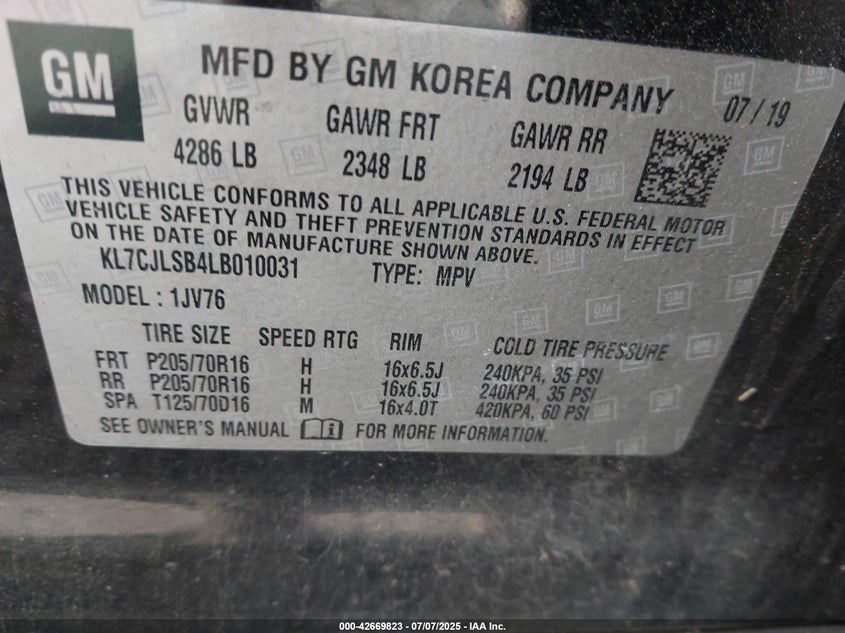 GM
MFD BY GM KOREA COMPANY 07/19
GVWR GAWR FRT GAWR RR
4286 LB 2348 LB 2194 LB
THIS VEHICLE CONFORMS TO ALL APPLICABLE U.S. FEDERAL MOTOR
VEHICLE SAFETY AND THEFT PREVENTION STANDARDS IN EFFECT
ON THE DATE OF MANUFACTURE SHOWN ABOVE.
KL7CJLSB4LB010031 TYPE: MPV
MODEL : 1JV76
TIRE SIZE SPEED RTG RIM COLD TIRE PRESSURE
FRT P205/70R16 H 16x6.5J 240KPA, 35 PSI
RR P205/70R16 H 16x6.5J 240KPA, 35 PSI
SPA T125/70D16 M 16x4.0T 420KPA, 60 PSI
SEE OWNER'S MANUAL FOR MORE INFORMATION.
000-42669823 / 07/07/2025 - IAA Inc.